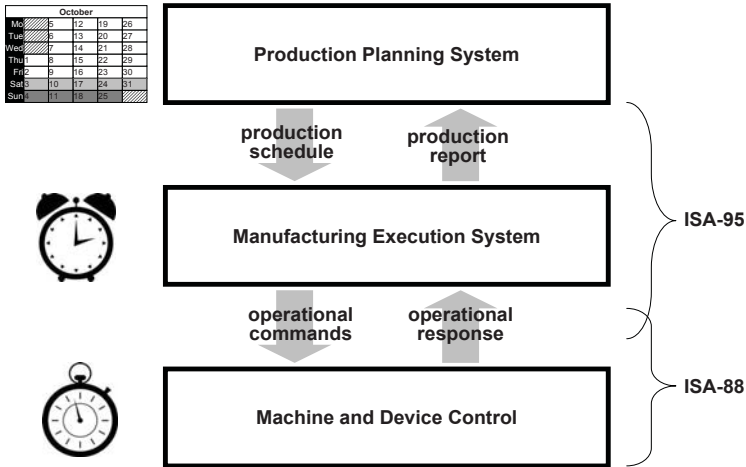 October
Mo 5 12 19 26
Tue 6 13 20 27
Wed 7 14 21 28
Thu 1 8 15 22 29
Fri 2 9 16 23 30
Sat 3 10 17 24 31
Sun 4 11 18 25
Production Planning System
production
schedule
production
report
ISA-95
Manufacturing Execution System
operational
commands
operational
response
ISA-88
Machine and Device Control